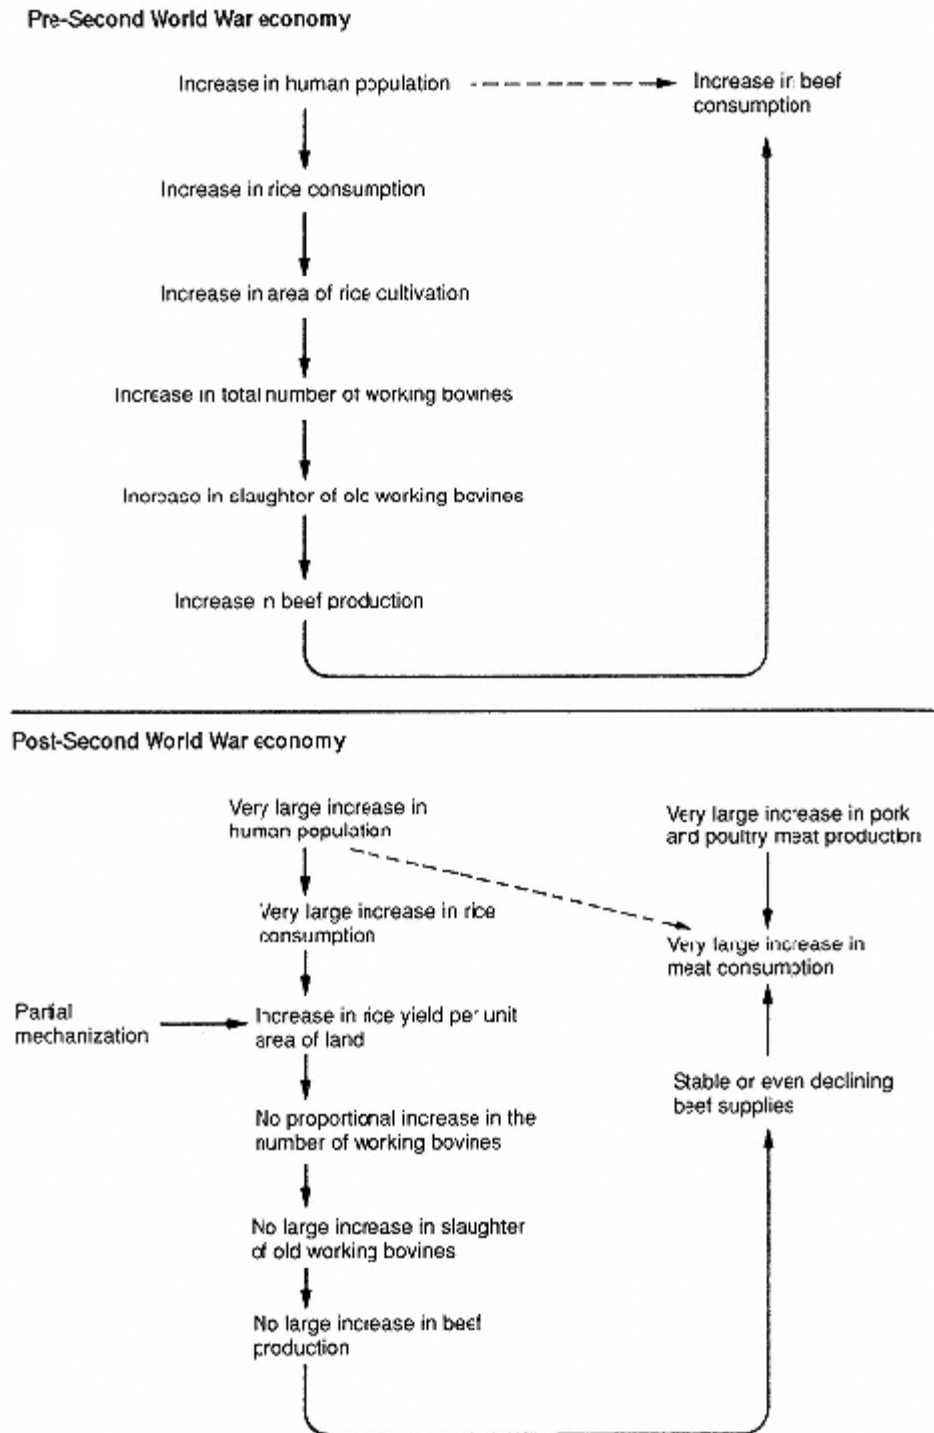 Pre-Second World War economy
Increase in human population
Increase in beef
consumption
Increase in rice consumption
Increase in area of rice cultivation
Increase in total number of working bovines
Increase in slaughter of old working bovines
Increase in beef production
Post-Second World War economy
Very large increase in
human population
Very large increase in pork
and poultry meat production
Very large increase in rice
consumption
Very large increase in
meat consumption
Partial
mechanization
Increase in rice yield per unit
area of land
Stable or even declining
beef supplies
No proportional increase in the
number of working bovines
No large increase in slaughter
of old working bovines
No large increase in beef
production